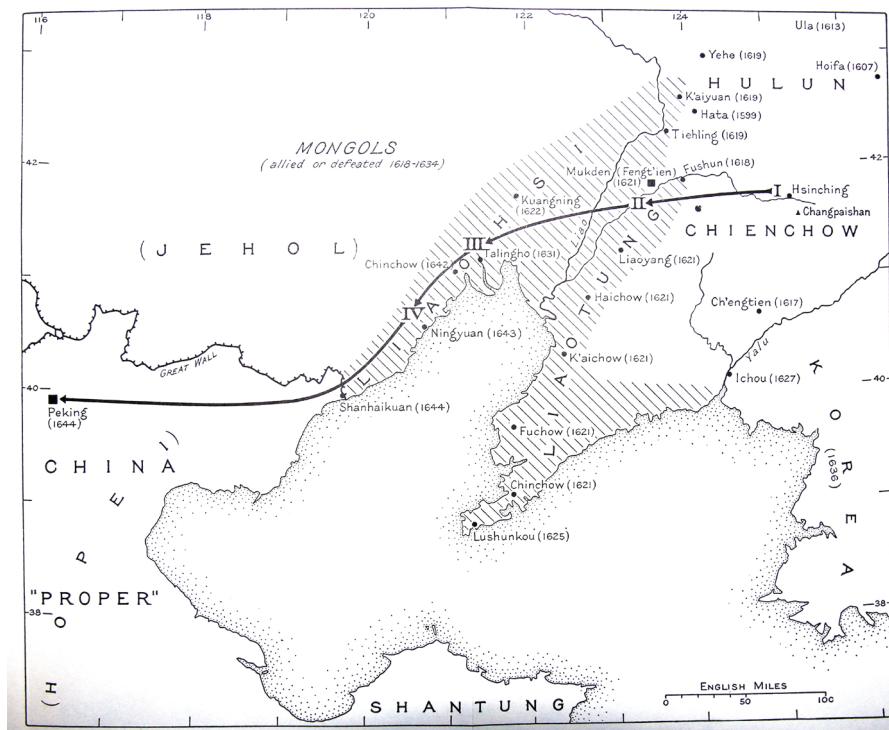 116
118
120
122
124
Ula (1613)
Yehe (1619)
Hoifa (1607)
HULUN
K'aiyuan (1619)
Hata (1599)
Tiehling (1619)
MONGOLS
(allied or defeated 1618-1634)
42
42
Mukden (Fengt'ien)
(1621)
Fushun (1618)
I
Hsinching
Changpaishan
Kuangning
(1622)
II
CHIENCHOW
III
Talingho (1631)
Liao
Liaoyang (1621)
(JEHOL)
Chinchow (1642)
LIAOHSI
Haichow (1621)
Ch'engtien (1617)
IV
Ningyuan (1643)
LIAOTUNG
K'aichow (1621)
Yalu
GREAT WALL
40
40
Ichou (1627)
Peking
(1644)
Shanhaikuan (1644)
Fuchow (1621)
KOREA
(1636)
CHINA
Chinchow (1621)
Lushunkou (1625)
"PROPER"
38
38
(HOPEI)
SHANTUNG
ENGLISH MILES
0 50 100